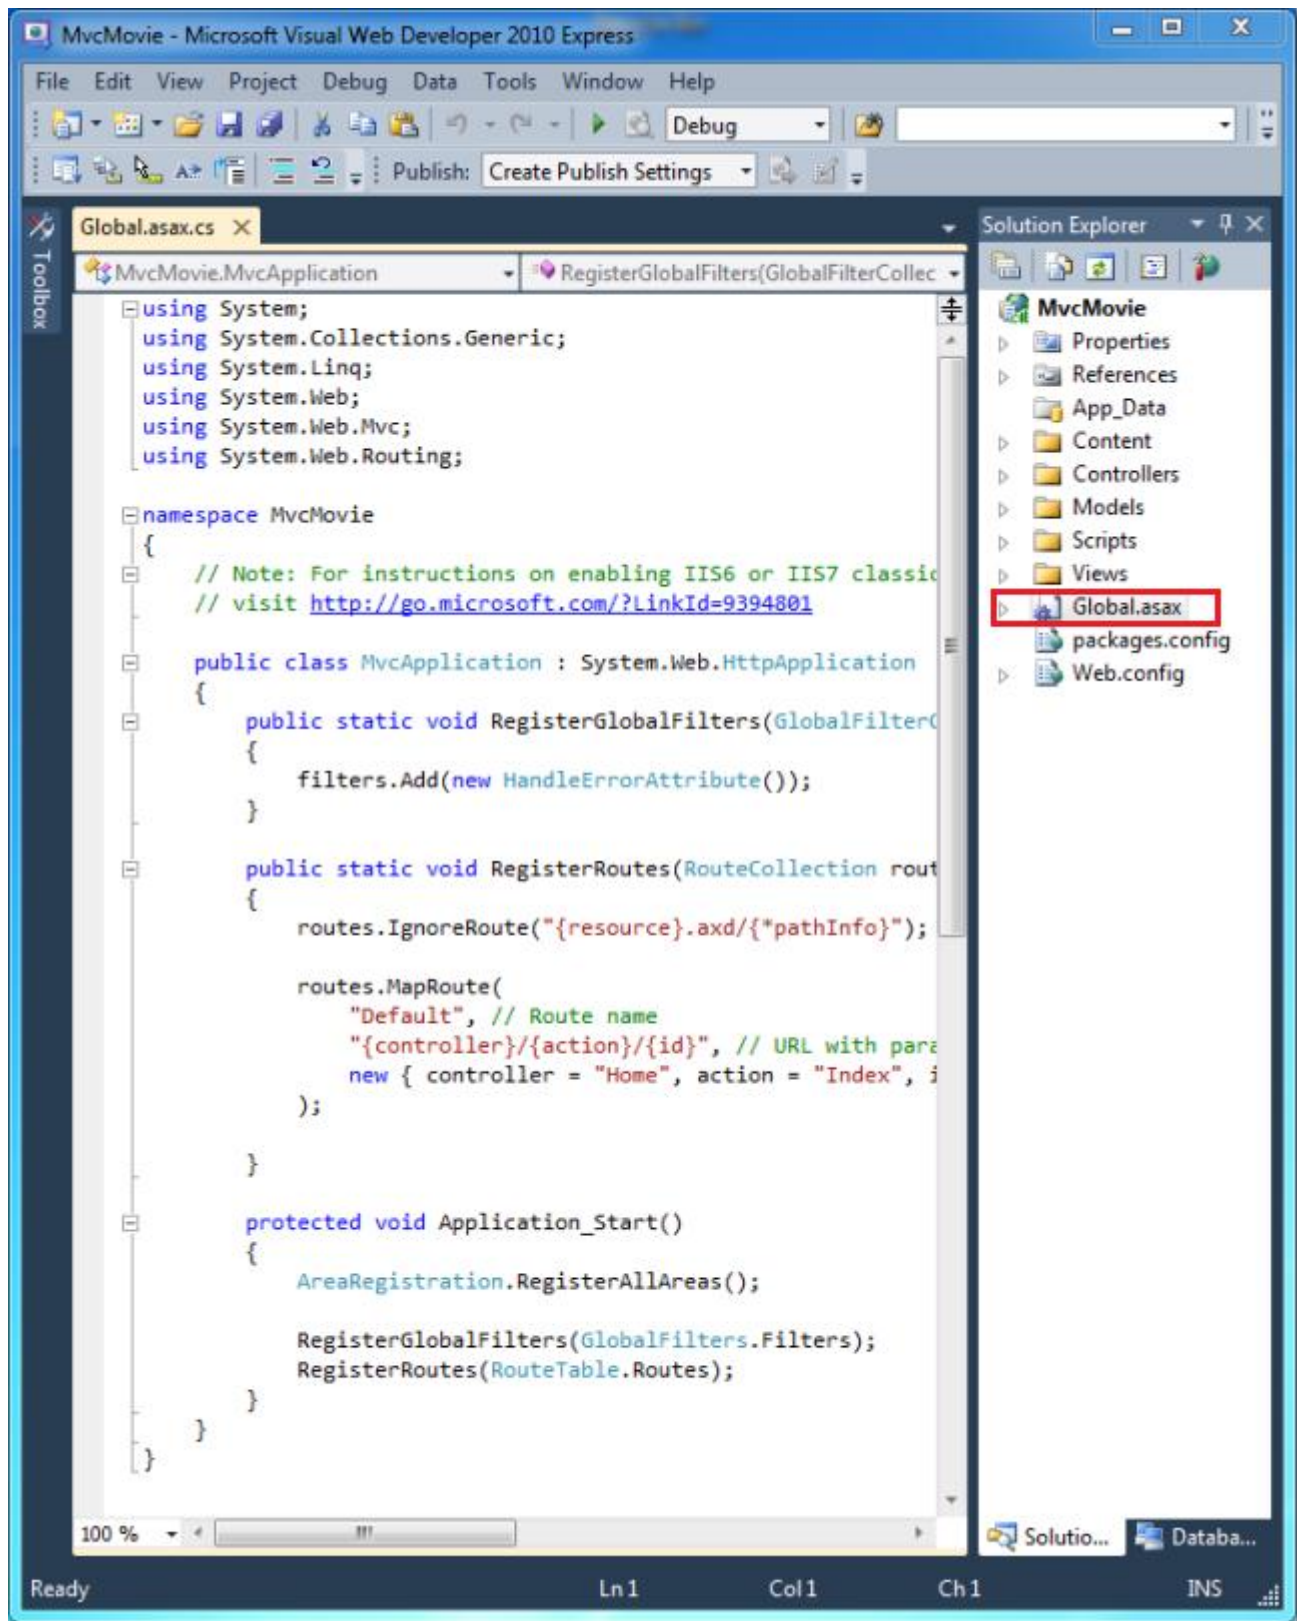 MvcMovie - Microsoft Visual Web Developer 2010 Express
File Edit View Project Debug Data Tools Window Help
Debug
Publish: Create Publish Settings
Toolbox
Global.asax.cs
MvcMovie.MvcApplication RegisterGlobalFilters(GlobalFilterCollec
using System;
using System.Collections.Generic;
using System.Linq;
using System.Web;
using System.Web.Mvc;
using System.Web.Routing;
namespace MvcMovie
{
// Note: For instructions on enabling IIS6 or IIS7 classic
// visit http://go.microsoft.com/?LinkId=9394801
public class MvcApplication : System.Web.HttpApplication
{
public static void RegisterGlobalFilters(GlobalFilterC
{
filters.Add(new HandleErrorAttribute());
}
public static void RegisterRoutes(RouteCollection rout
{
routes.IgnoreRoute("{resource}.axd/{*pathInfo}");
routes.MapRoute(
"Default", // Route name
"{controller}/{action}/{id}", // URL with para
new { controller = "Home", action = "Index", i
);
}
protected void Application_Start()
{
AreaRegistration.RegisterAllAreas();
RegisterGlobalFilters(GlobalFilters.Filters);
RegisterRoutes(RouteTable.Routes);
}
}
}
100 %
Solution Explorer
MvcMovie
Properties
References
App_Data
Content
Controllers
Models
Scripts
Views
Global.asax
packages.config
Web.config
Solutio... Databa...
Ready Ln 1 Col 1 Ch 1 INS